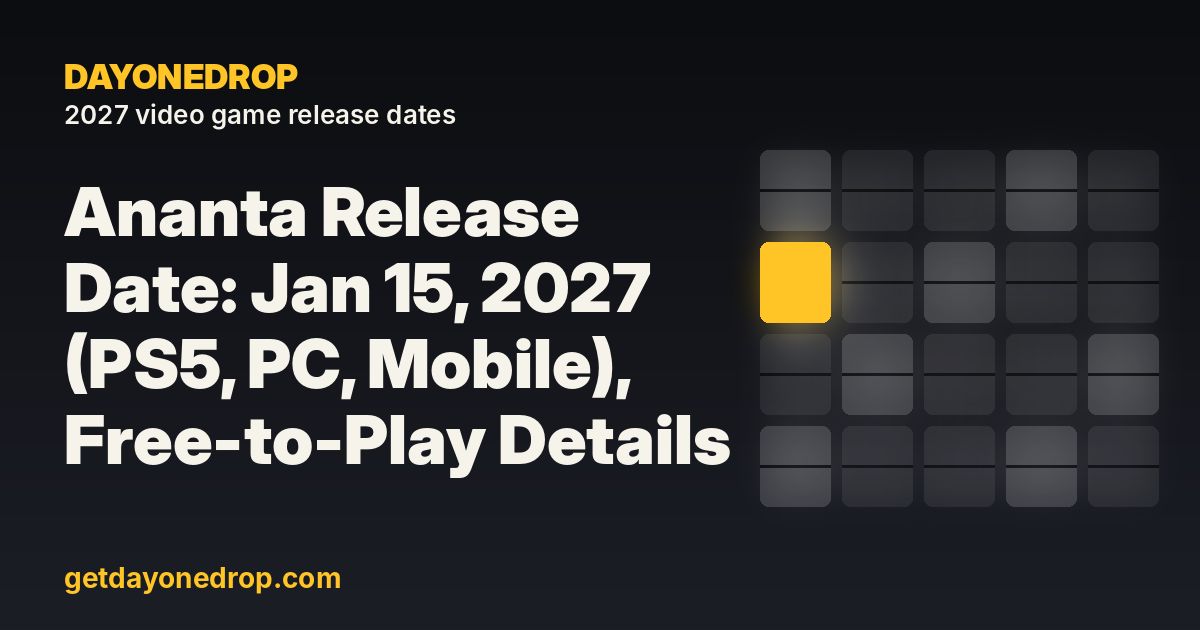 DAYONEDROP
2027 video game release dates
Ananta Release
Date: Jan 15, 2027
(PS5, PC, Mobile),
Free-to-Play Details
getdayonedrop.com